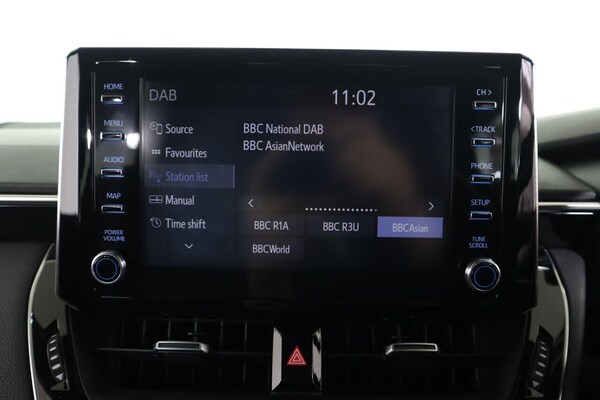 HOME
MENU
AUDIO
MAP
POWER
VOLUME
DAB
11:02
Source
Favourites
Station list
Manual
Time shift
BBC National DAB
BBC AsianNetwork
BBC R1A
BBC R3U
BBCAsian
BBCWorld
CH >
<TRACK
PHONE
SETUP
TUNE
SCROLL